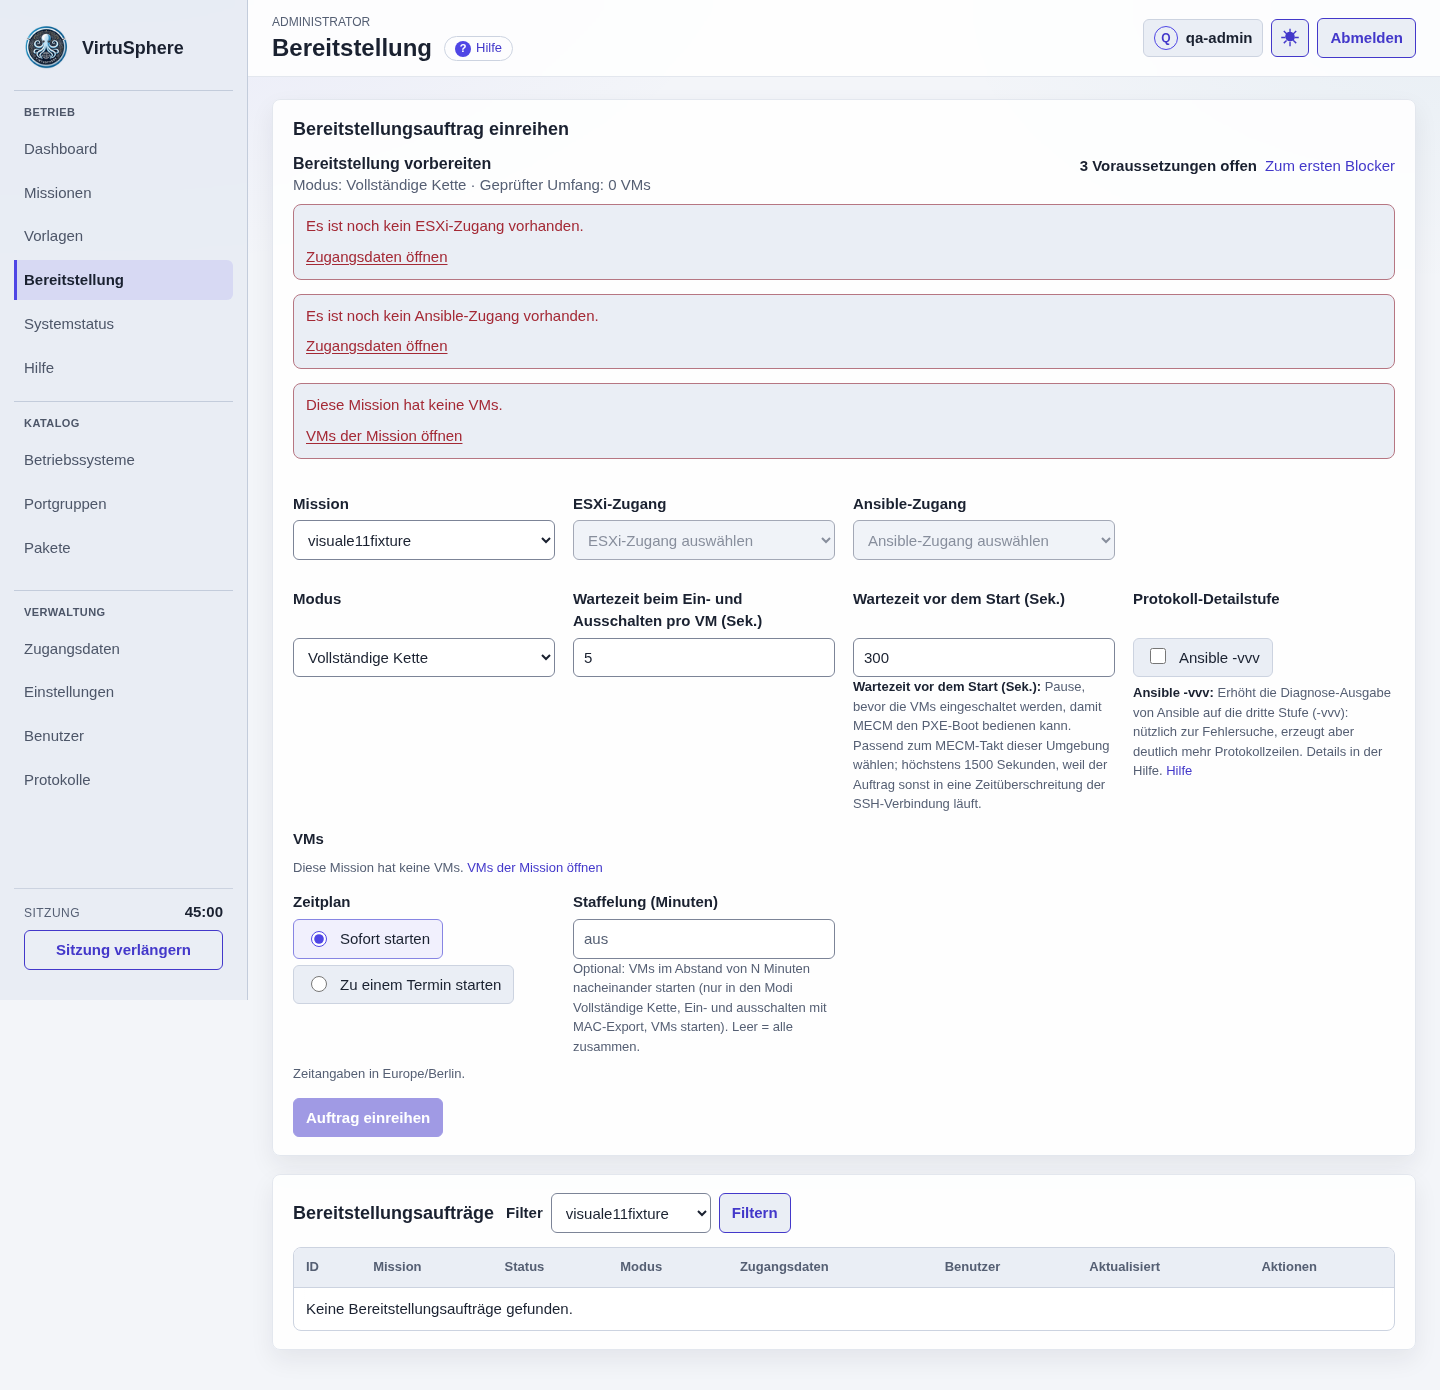 VirtuSphere
BETRIEB
Dashboard
Missionen
Vorlagen
Bereitstellung
Systemstatus
Hilfe
KATALOG
Betriebssysteme
Portgruppen
Pakete
VERWALTUNG
Zugangsdaten
Einstellungen
Benutzer
Protokolle
SITZUNG 45:00
Sitzung verlängern
ADMINISTRATOR
Bereitstellung ? Hilfe
Q qa-admin Abmelden
Bereitstellungsauftrag einreihen
Bereitstellung vorbereiten
3 Voraussetzungen offen Zum ersten Blocker
Modus: Vollständige Kette · Geprüfter Umfang: 0 VMs
Es ist noch kein ESXi-Zugang vorhanden.
Zugangsdaten öffnen
Es ist noch kein Ansible-Zugang vorhanden.
Zugangsdaten öffnen
Diese Mission hat keine VMs.
VMs der Mission öffnen
Mission ESXi-Zugang Ansible-Zugang
visuale11fixture ESXi-Zugang auswählen Ansible-Zugang auswählen
Modus
Vollständige Kette
Wartezeit beim Ein- und
Ausschalten pro VM (Sek.)
5
Wartezeit vor dem Start (Sek.)
300
Wartezeit vor dem Start (Sek.): Pause,
bevor die VMs eingeschaltet werden, damit
MECM den PXE-Boot bedienen kann.
Passend zum MECM-Takt dieser Umgebung
wählen; höchstens 1500 Sekunden, weil der
Auftrag sonst in eine Zeitüberschreitung der
SSH-Verbindung läuft.
Protokoll-Detailstufe
Ansible -vvv
Ansible -vvv: Erhöht die Diagnose-Ausgabe
von Ansible auf die dritte Stufe (-vvv):
nützlich zur Fehlersuche, erzeugt aber
deutlich mehr Protokollzeilen. Details in der
Hilfe. Hilfe
VMs
Diese Mission hat keine VMs. VMs der Mission öffnen
Zeitplan
Sofort starten
Zu einem Termin starten
Staffelung (Minuten)
aus
Optional: VMs im Abstand von N Minuten
nacheinander starten (nur in den Modi
Vollständige Kette, Ein- und ausschalten mit
MAC-Export, VMs starten). Leer = alle
zusammen.
Zeitangaben in Europe/Berlin.
Auftrag einreihen
Bereitstellungsaufträge Filter visuale11fixture Filtern
ID Mission Status Modus Zugangsdaten Benutzer Aktualisiert Aktionen
Keine Bereitstellungsaufträge gefunden.